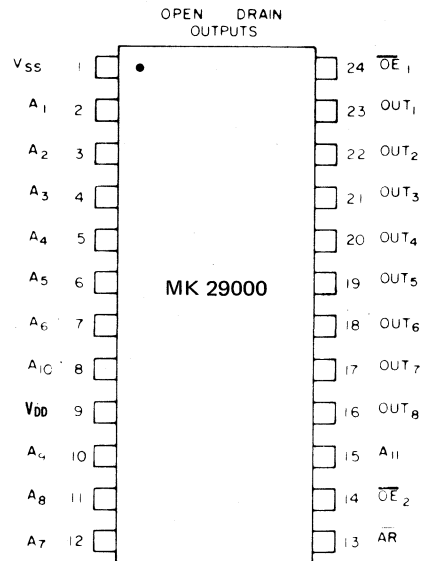 OPEN DRAIN
OUTPUTS
VSS 1 24 O̅E̅1
A1 2 23 OUT1
A2 3 22 OUT2
A3 4 21 OUT3
A4 5 20 OUT4
A5 6 MK 29000 19 OUT5
A6 7 18 OUT6
A10 8 17 OUT7
VDD 9 16 OUT8
A9 10 15 A11
A8 11 14 O̅E̅2
A7 12 13 AR